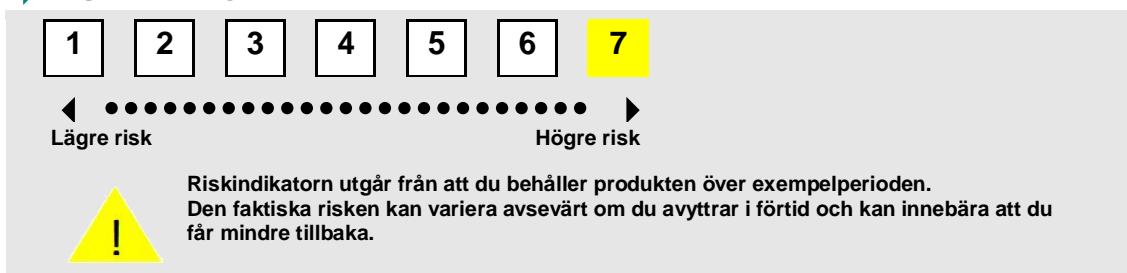 1 2 3 4 5 6 7
Lägre risk Högre risk
!
Riskindikatorn utgår från att du behåller produkten över exempelperioden.
Den faktiska risken kan variera avsevärt om du avyttrar i förtid och kan innebära att du
får mindre tillbaka.